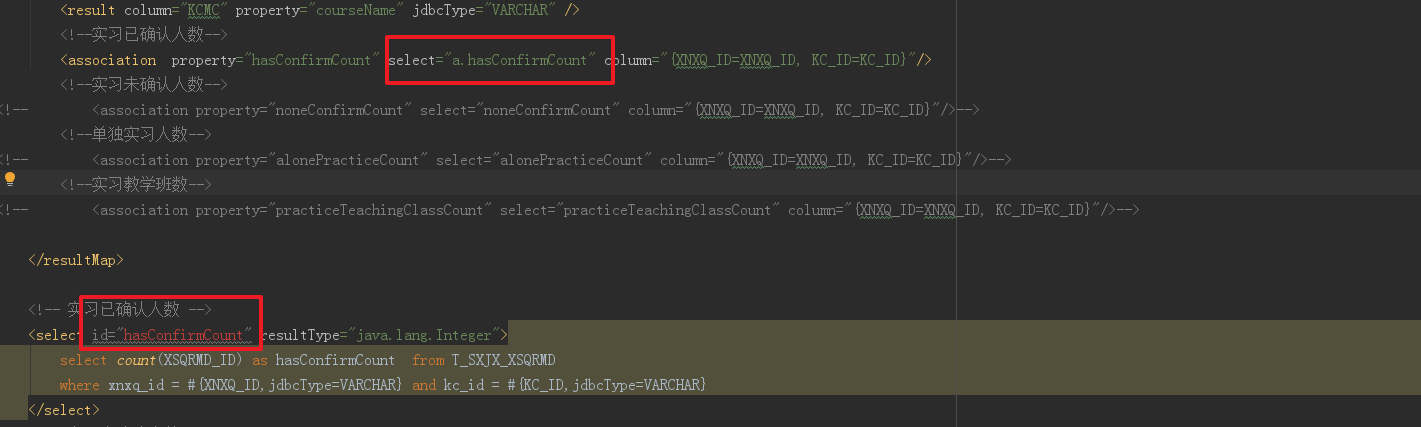 <result column="KCMC" property="courseName" jdbcType="VARCHAR" />
<!--实习已确认人数-->
<association  property="hasConfirmCount" select="a.hasConfirmCount" column="{XNXQ_ID=XNXQ_ID, KC_ID=KC_ID}"/>
<!--实习未确认人数-->
<!--    <association property="noneConfirmCount" select="noneConfirmCount" column="{XNXQ_ID=XNXQ_ID, KC_ID=KC_ID}"/>-->
<!--单独实习人数-->
<!--    <association property="alonePracticeCount" select="alonePracticeCount" column="{XNXQ_ID=XNXQ_ID, KC_ID=KC_ID}"/>-->
<!--实习教学班数-->
<!--    <association property="practiceTeachingClassCount" select="practiceTeachingClassCount" column="{XNXQ_ID=XNXQ_ID, KC_ID=KC_ID}"/>-->
</resultMap>
<!-- 实习已确认人数 -->
<select id="hasConfirmCount" resultType="java.lang.Integer">
select count(XSQRMD_ID) as hasConfirmCount  from T_SXJX_XSQRMD
where xnxq_id = #{XNXQ_ID,jdbcType=VARCHAR} and kc_id = #{KC_ID,jdbcType=VARCHAR}
</select>